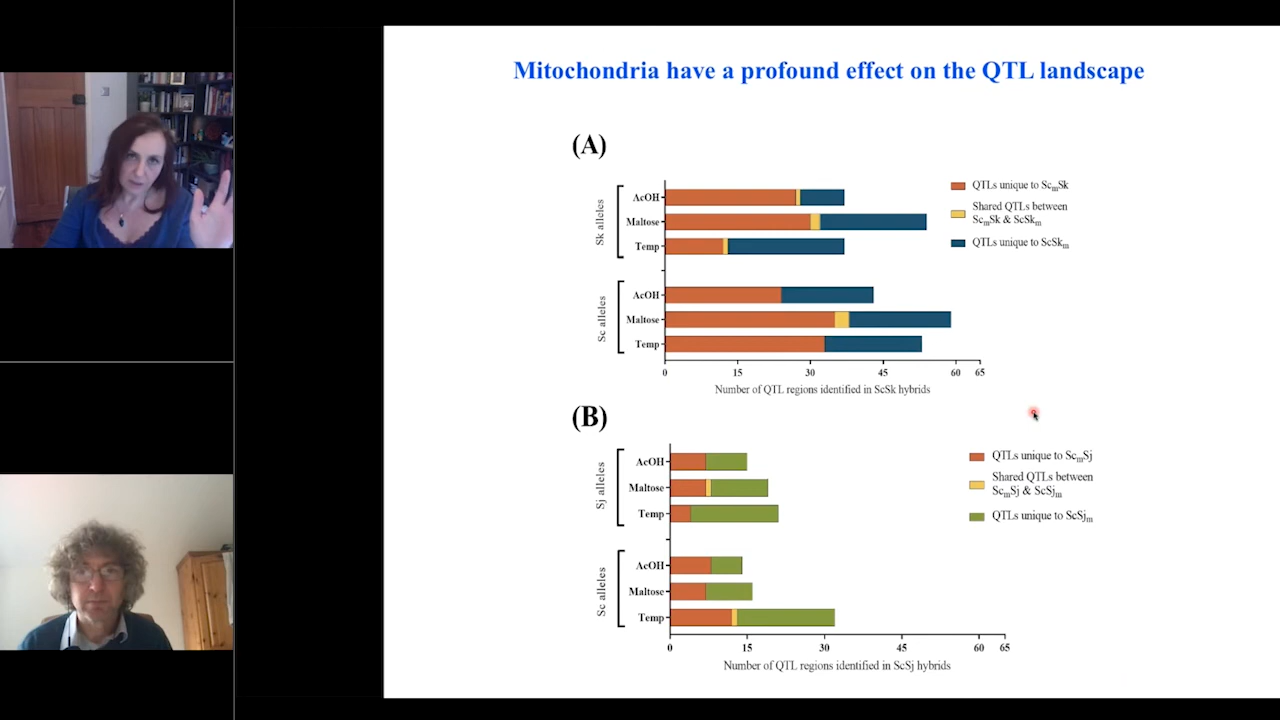 Mitochondria have a profound effect on the QTL landscape
(A)
Sk alleles
AcOH
Maltose
Temp
Sc alleles
AcOH
Maltose
Temp
0 15 30 45 60 65
Number of QTL regions identified in ScSk hybrids
QTLs unique to ScmSk
Shared QTLs between
ScmSk & ScSkm
QTLs unique to ScSkm
(B)
Sj alleles
AcOH
Maltose
Temp
Sc alleles
AcOH
Maltose
Temp
0 15 30 45 60 65
Number of QTL regions identified in ScSj hybrids
QTLs unique to ScmSj
Shared QTLs between
ScmSj & ScSjm
QTLs unique to ScSjm